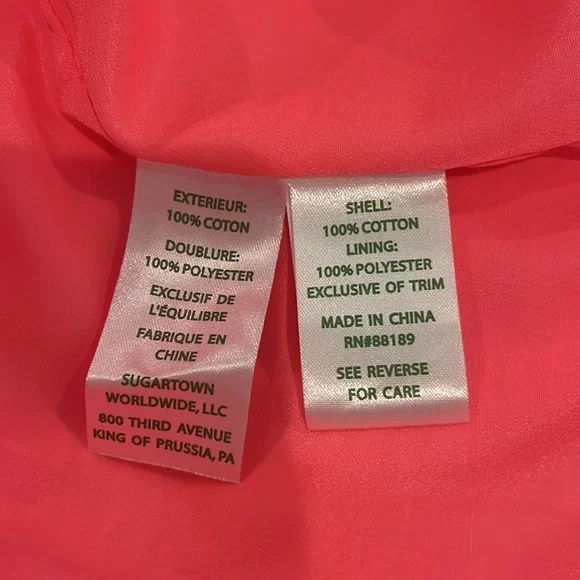 EXTERIEUR:
100% COTON
DOUBLURE:
100% POLYESTER
EXCLUSIF DE
L'ÉQUILIBRE
FABRIQUE EN
CHINE
SUGARTOWN
WORLDWIDE, LLC
800 THIRD AVENUE
KING OF PRUSSIA, PA
SHELL:
100% COTTON
LINING:
100% POLYESTER
EXCLUSIVE OF TRIM
MADE IN CHINA
RN#88189
SEE REVERSE
FOR CARE